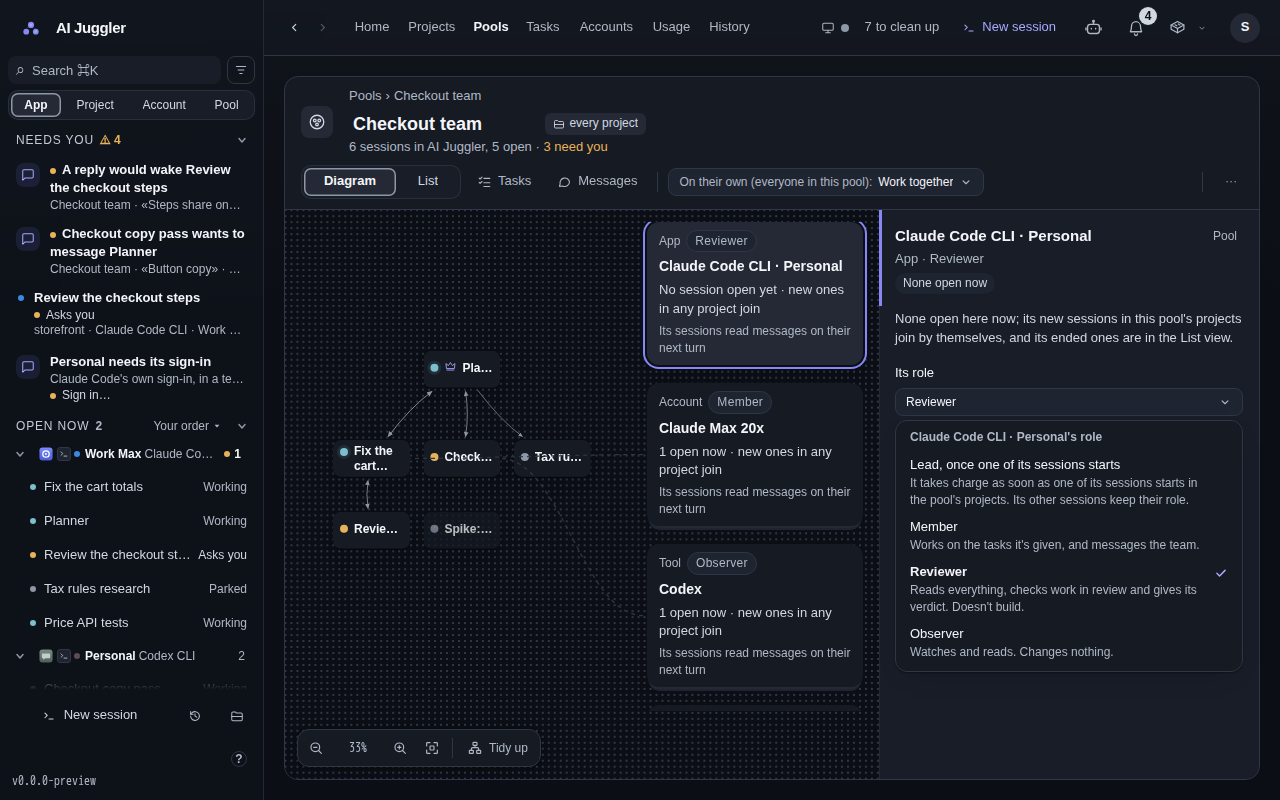 AI Juggler
Search ⌘K
App Project Account Pool
NEEDS YOU 4
A reply would wake Review the checkout steps
Checkout team · «Steps share on…
Checkout copy pass wants to message Planner
Checkout team · «Button copy» · …
Review the checkout steps
Asks you
storefront · Claude Code CLI · Work …
Personal needs its sign-in
Claude Code's own sign-in, in a te…
Sign in…
OPEN NOW 2 Your order
Work Max Claude Co… 1
Fix the cart totals Working
Planner Working
Review the checkout st… Asks you
Tax rules research Parked
Price API tests Working
Personal Codex CLI 2
Checkout copy pass Working
New session
?
v0.0.0-preview
Home Projects Pools Tasks Accounts Usage History
7 to clean up
New session
4
S
Pools › Checkout team
Checkout team
every project
6 sessions in AI Juggler, 5 open · 3 need you
Diagram List Tasks Messages
On their own (everyone in this pool): Work together
…
Pla…
Fix the cart…
Check…
Tax ru…
Revie…
Spike:…
App Reviewer
Claude Code CLI · Personal
No session open yet · new ones in any project join
Its sessions read messages on their next turn
Account Member
Claude Max 20x
1 open now · new ones in any project join
Its sessions read messages on their next turn
Tool Observer
Codex
1 open now · new ones in any project join
Its sessions read messages on their next turn
33%
Tidy up
Claude Code CLI · Personal Pool
App · Reviewer
None open now
None open here now; its new sessions in this pool's projects
join by themselves, and its ended ones are in the List view.
Its role
Reviewer
Claude Code CLI · Personal's role
Lead, once one of its sessions starts
It takes charge as soon as one of its sessions starts in
the pool's projects. Its other sessions keep their role.
Member
Works on the tasks it's given, and messages the team.
Reviewer
Reads everything, checks work in review and gives its
verdict. Doesn't build.
Observer
Watches and reads. Changes nothing.